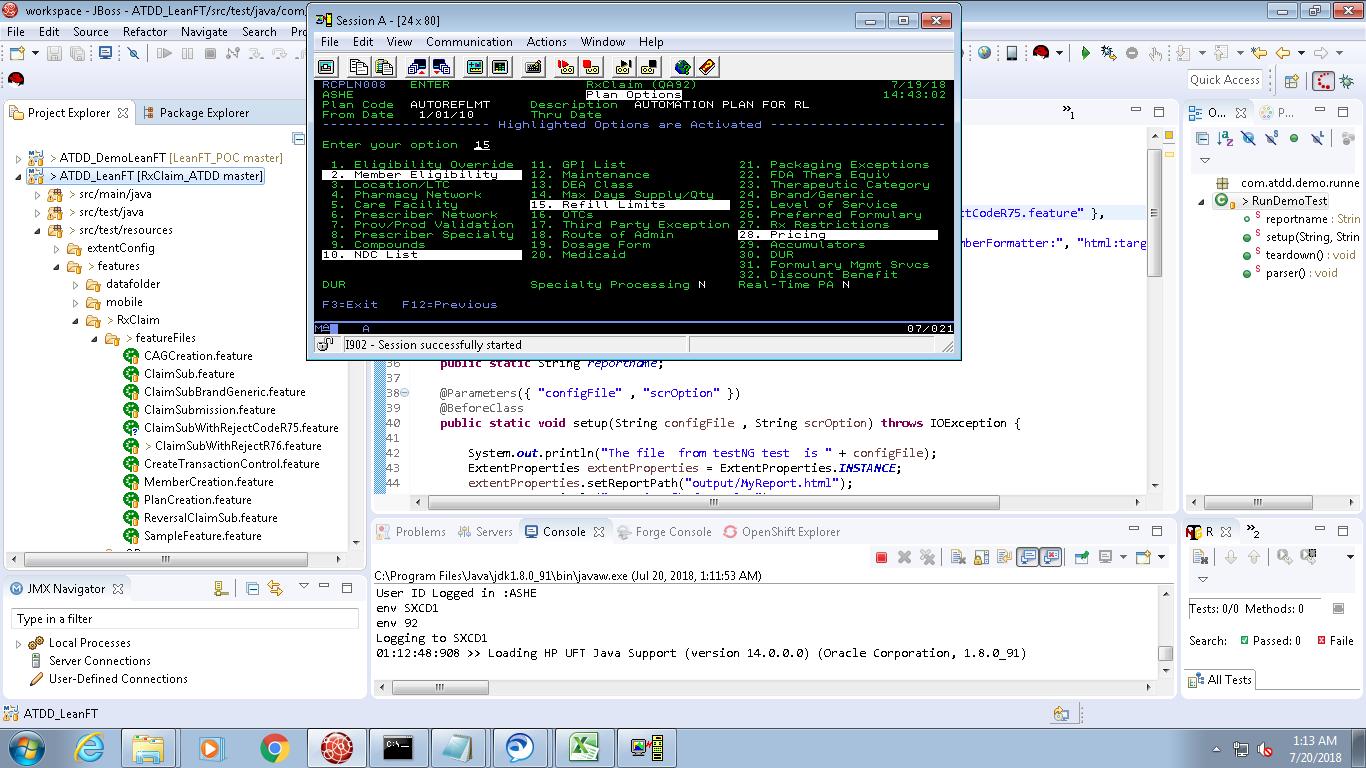 workspace - JBoss - ATDD_LeanFT/src/test/java/com
File Edit Source Refactor Navigate Search
Quick Access
Session A - [24 x 80]
File Edit View Communication Actions Window Help
RCPLN008 ENTER RxClaim (QA92) 7/19/18
ASHE Plan Options 14:43:02
Plan Code AUTOREFLMT Description AUTOMATION PLAN FOR RL
From Date 1/01/10 Thru Date
Highlighted Options are Activated
Enter your option 15
1. Eligibility Override 11. GPI List 21. Packaging Exceptions
2. Member Eligibility 12. Maintenance 22. FDA Thera Equiv
3. Location/LTC 13. DEA Class 23. Therapeutic Category
4. Pharmacy Network 14. Max Days Supply/Qty 24. Brand/Generic
5. Care Facility 15. Refill Limits 25. Level of Service
6. Prescriber Network 16. OTCs 26. Preferred Formulary
7. Prov/Prod Validation 17. Third Party Exception 27. Rx Restrictions
8. Prescriber Specialty 18. Route of Admin 28. Pricing
9. Compounds 19. Dosage Form 29. Accumulators
10. NDC List 20. Medicaid 30. DUR
31. Formulary Mgmt Srvcs
32. Discount Benefit
DUR Specialty Processing N Real-Time PA N
F3=Exit F12=Previous
MA A 07/021
I902 - Session successfully started
Project Explorer Package Explorer
> ATDD_DemoLeanFT [LeanFT_POC master]
> ATDD_LeanFT [RxClaim_ATDD master]
> src/main/java
> src/test/java
> src/test/resources
extentConfig
> features
datafolder
mobile
> RxClaim
> featureFiles
CAGCreation.feature
ClaimSub.feature
ClaimSubBrandGeneric.feature
ClaimSubmission.feature
ClaimSubWithRejectCodeR75.feature
> ClaimSubWithRejectR76.feature
CreateTransactionControl.feature
MemberCreation.feature
PlanCreation.feature
ReversalClaimSub.feature
SampleFeature.feature
ectCodeR75.feature" },
mberFormatter:", "html:targ
36 public static String reportname;
37
38 @Parameters({ "configFile" , "scrOption" })
39 @BeforeClass
40 public static void setup(String configFile , String scrOption) throws IOException {
41
42 System.out.println("The file from testNG test is " + configFile);
43 ExtentProperties extentProperties = ExtentProperties.INSTANCE;
44 extentProperties.setReportPath("output/MyReport.html");
O... P...
com.atdd.demo.runne
> RunDemoTest
reportname : Strin
setup(String, Strin
teardown() : void
parser() : void
JMX Navigator
Type in a filter
Local Processes
Server Connections
User-Defined Connections
Problems Servers Console Forge Console OpenShift Explorer
C:\Program Files\Java\jdk1.8.0_91\bin\javaw.exe (Jul 20, 2018, 1:11:53 AM)
User ID Logged in :ASHE
env SXCD1
env 92
Logging to SXCD1
01:12:48:908 >> Loading HP UFT Java Support (version 14.0.0.0) (Oracle Corporation, 1.8.0_91)
R
Tests: 0/0 Methods: 0
Search: Passed: 0 Faile
All Tests
ATDD_LeanFT
1:13 AM
7/20/2018